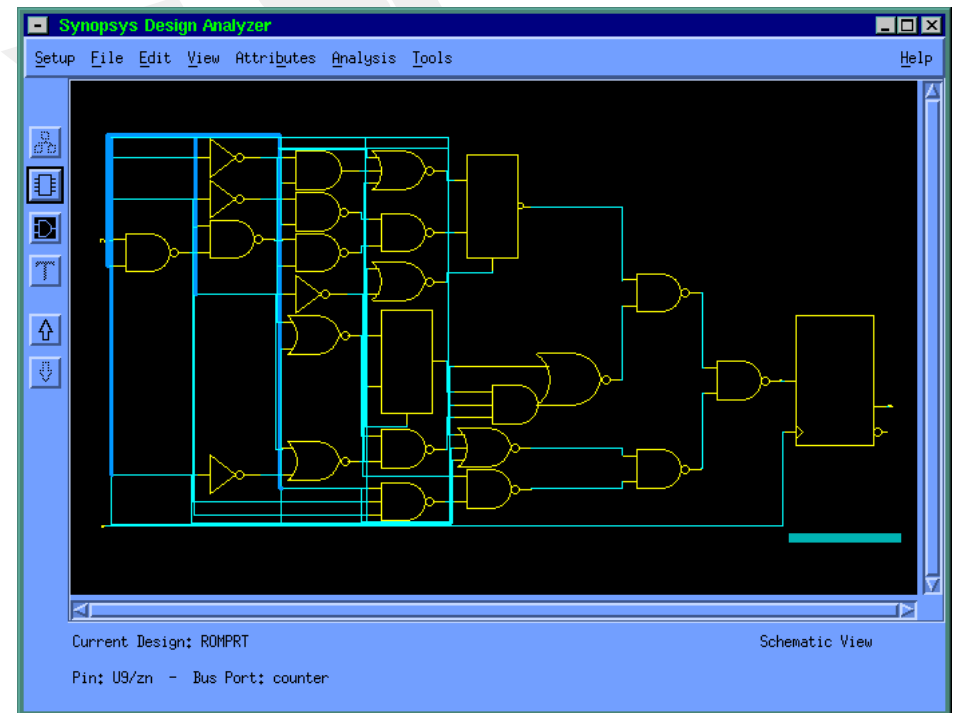 Synopsys Design Analyzer
Setup File Edit View Attributes Analysis Tools Help
Current Design: ROMPRT Schematic View
Pin: U9/zn - Bus Port: counter